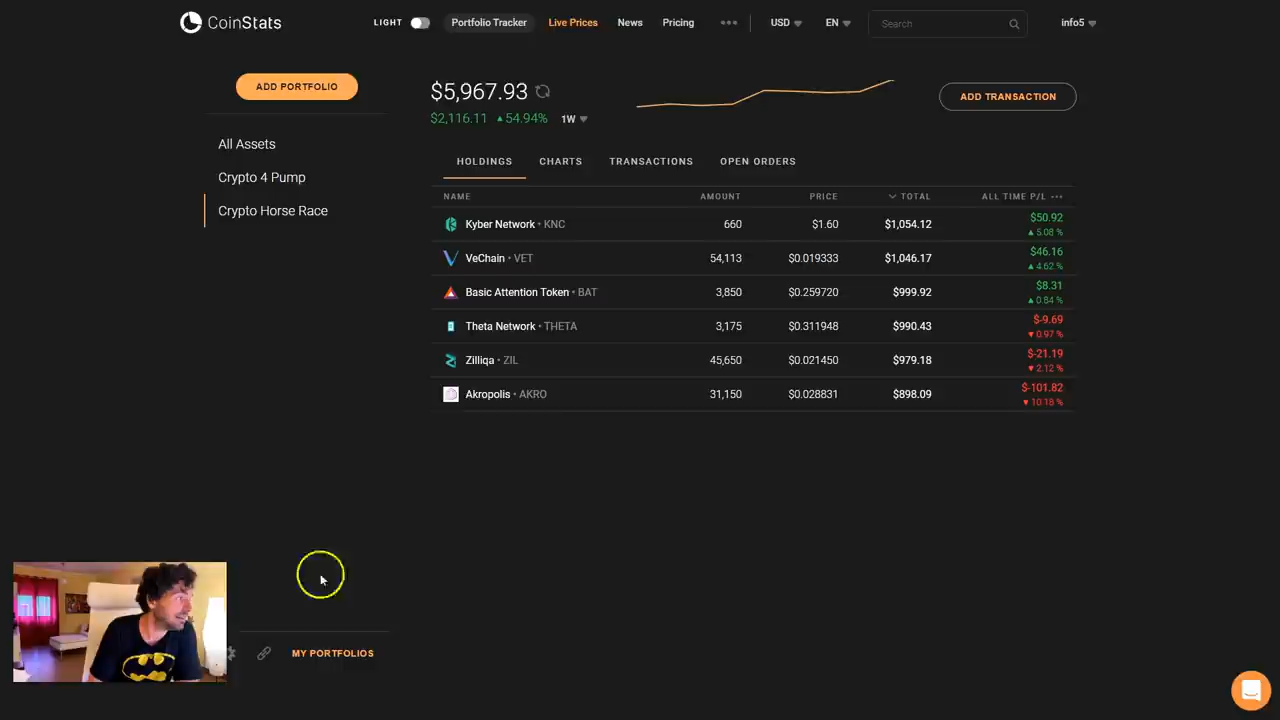 CoinStats
LIGHT
Portfolio Tracker
Live Prices
News
Pricing
USD
EN
Search
info5
ADD PORTFOLIO
All Assets
Crypto 4 Pump
Crypto Horse Race
$5,967.93
$2,116.11 ▲54.94% 1W
ADD TRANSACTION
HOLDINGS CHARTS TRANSACTIONS OPEN ORDERS
NAME AMOUNT PRICE TOTAL ALL TIME P/L •••
Kyber Network • KNC 660 $1.60 $1,054.12 $50.92
▲ 5.08 %
VeChain • VET 54,113 $0.019333 $1,046.17 $46.16
▲ 4.62 %
Basic Attention Token • BAT 3,850 $0.259720 $999.92 $8.31
▲ 0.84 %
Theta Network • THETA 3,175 $0.311948 $990.43 $-9.69
▼ 0.97 %
Zilliqa • ZIL 45,650 $0.021450 $979.18 $-21.19
▼ 2.12 %
Akropolis • AKRO 31,150 $0.028831 $898.09 $-101.82
▼ 10.18 %
MY PORTFOLIOS